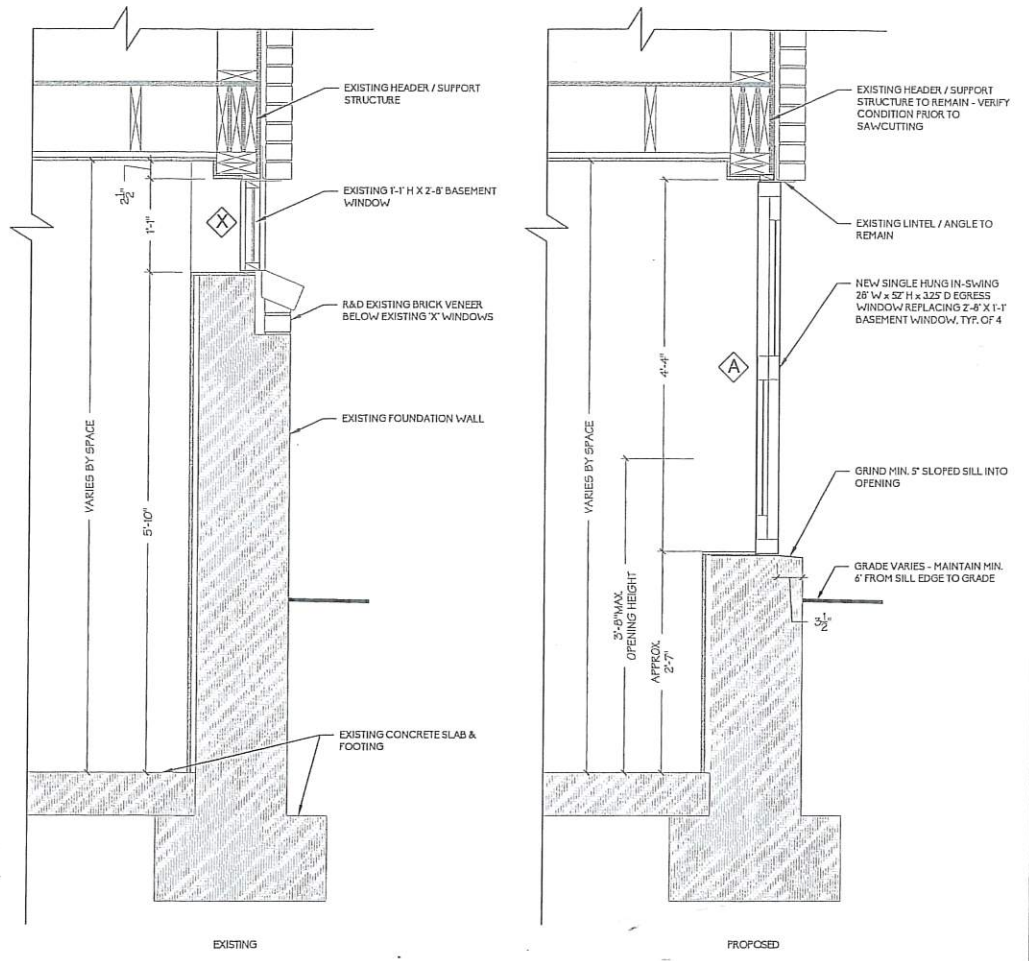 EXISTING HEADER / SUPPORT
STRUCTURE
2 1/2"
1'-1"
EXISTING 1'-1" H X 2'-8" BASEMENT
WINDOW
X
R&D EXISTING BRICK VENEER
BELOW EXISTING "X" WINDOWS
EXISTING FOUNDATION WALL
VARIES BY SPACE
5'-10"
EXISTING CONCRETE SLAB &
FOOTING
EXISTING
EXISTING HEADER / SUPPORT
STRUCTURE TO REMAIN - VERIFY
CONDITION PRIOR TO
SAWCUTTING
EXISTING LINTEL / ANGLE TO
REMAIN
NEW SINGLE HUNG IN-SWING
28" W x 52" H x 3.25" D EGRESS
WINDOW REPLACING 2'-8" X 1'-1"
BASEMENT WINDOW, TYP. OF 4
4'-4"
A
VARIES BY SPACE
GRIND MIN. 5° SLOPED SILL INTO
OPENING
GRADE VARIES - MAINTAIN MIN.
6" FROM SILL EDGE TO GRADE
3 1/2"
3'-8" MAX.
OPENING HEIGHT
APPROX.
2'-7"
PROPOSED